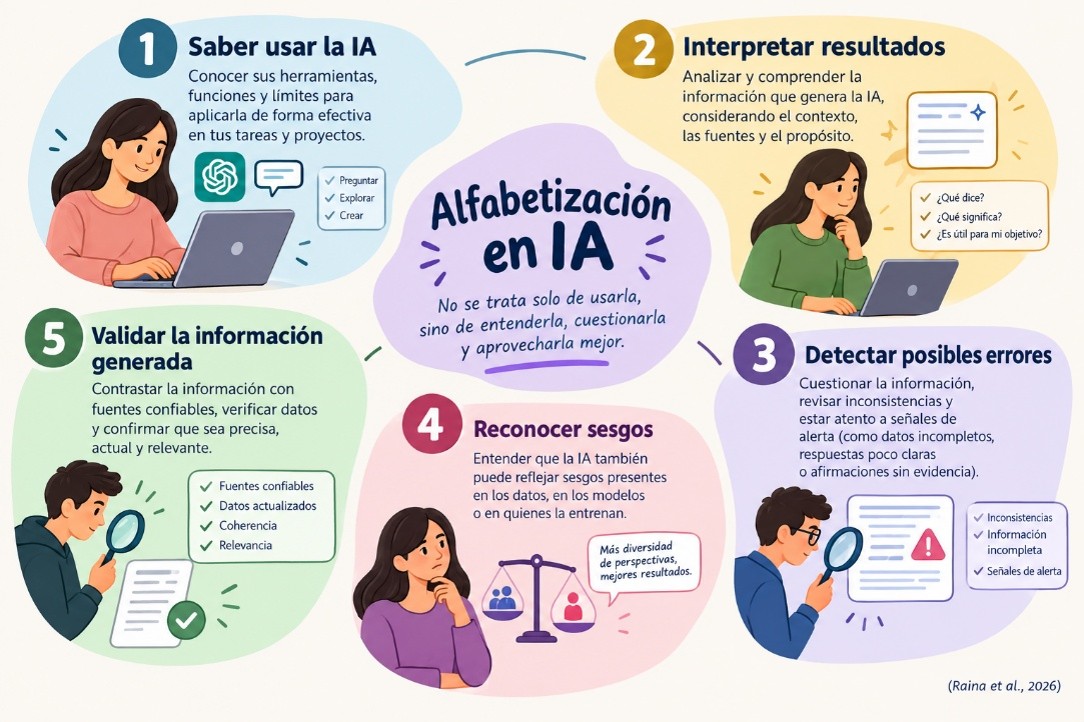 1
Saber usar la IA
Conocer sus herramientas,
funciones y límites para
aplicarla de forma efectiva
en tus tareas y proyectos.
Preguntar
Explorar
Crear
2
Interpretar resultados
Analizar y comprender la
información que genera la IA,
considerando el contexto,
las fuentes y el propósito.
¿Qué dice?
¿Qué significa?
¿Es útil para mi objetivo?
Alfabetización
en IA
No se trata solo de usarla,
sino de entenderla, cuestionarla
y aprovecharla mejor.
3
Detectar posibles errores
Cuestionar la información,
revisar inconsistencias y
estar atento a señales de
alerta (como datos incompletos,
respuestas poco claras
o afirmaciones sin evidencia).
Inconsistencias
Información
incompleta
Señales de alerta
4
Reconocer sesgos
Entender que la IA también
puede reflejar sesgos presentes
en los datos, en los modelos
o en quienes la entrenan.
Más diversidad
de perspectivas,
mejores resultados.
5
Validar la información
generada
Contrastar la información con
fuentes confiables, verificar datos
y confirmar que sea precisa,
actual y relevante.
Fuentes confiables
Datos actualizados
Coherencia
Relevancia
(Raina et al., 2026)